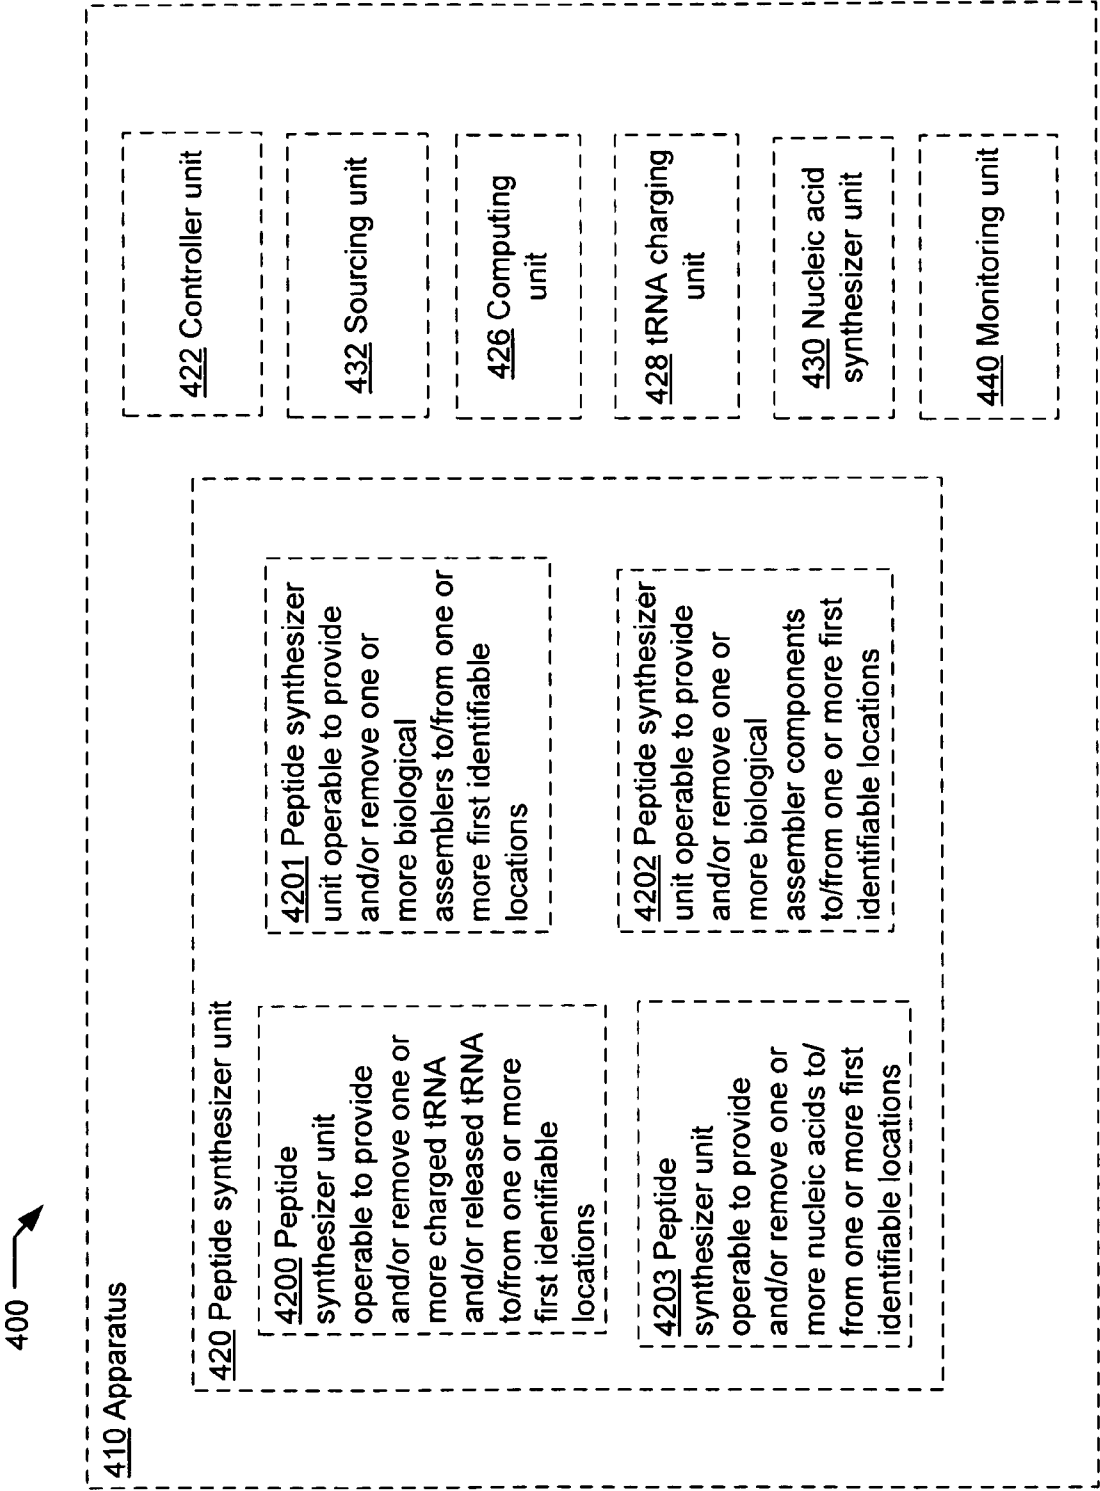 400
410 Apparatus
420 Peptide synthesizer unit
4200 Peptide
synthesizer unit
operable to provide
and/or remove one or
more charged tRNA
and/or released tRNA
to/from one or more
first identifiable
locations
4201 Peptide synthesizer
unit operable to provide
and/or remove one or
more biological
assemblers to/from one or
more first identifiable
locations
4203 Peptide
synthesizer unit
operable to provide
and/or remove one or
more nucleic acids to/
from one or more first
identifiable locations
4202 Peptide synthesizer
unit operable to provide
and/or remove one or
more biological
assembler components
to/from one or more first
identifiable locations
422 Controller unit
432 Sourcing unit
426 Computing
unit
428 tRNA charging
unit
430 Nucleic acid
synthesizer unit
440 Monitoring unit